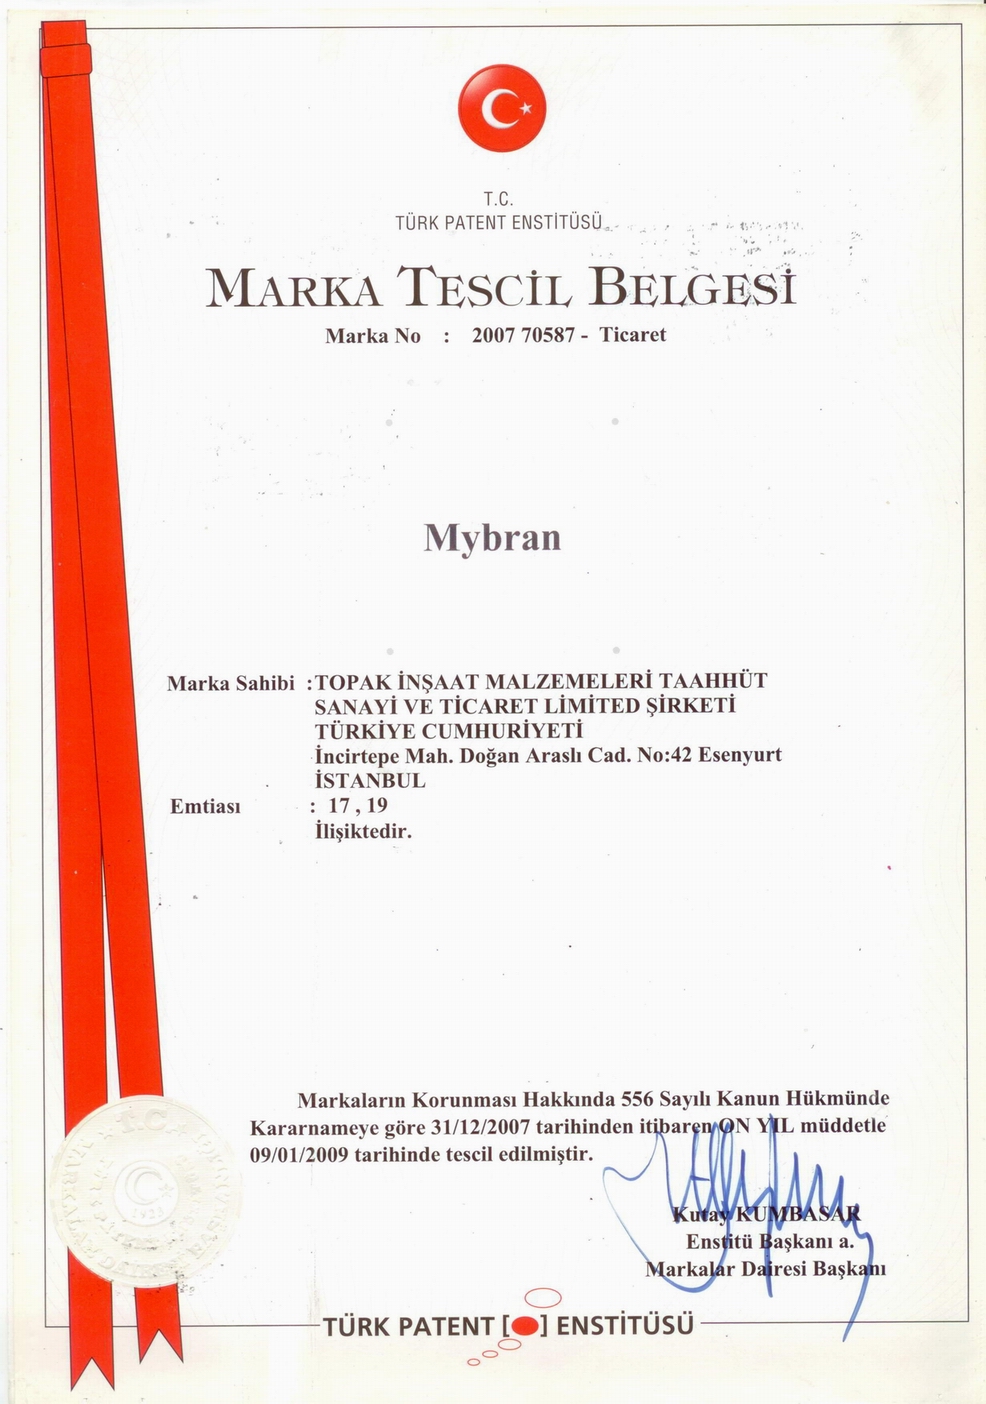 T.C.
TÜRK PATENT ENSTİTÜSÜ
MARKA TESCİL BELGESİ
Marka No : 2007 70587 - Ticaret
Mybran
Marka Sahibi :TOPAK İNŞAAT MALZEMELERİ TAAHHÜT
SANAYİ VE TİCARET LİMİTED ŞİRKETİ
TÜRKİYE CUMHURİYETİ
İncirtepe Mah. Doğan Araslı Cad. No:42 Esenyurt
İSTANBUL
Emtiası : 17 , 19
İlişiktedir.
Markaların Korunması Hakkında 556 Sayılı Kanun Hükmünde
Kararnameye göre 31/12/2007 tarihinden itibaren ON YIL müddetle
09/01/2009 tarihinde tescil edilmiştir.
T.C.
Kutay KUMBASAR
Enstitü Başkanı a.
Markalar Dairesi Başkanı
TÜRK PATENT [ ] ENSTİTÜSÜ